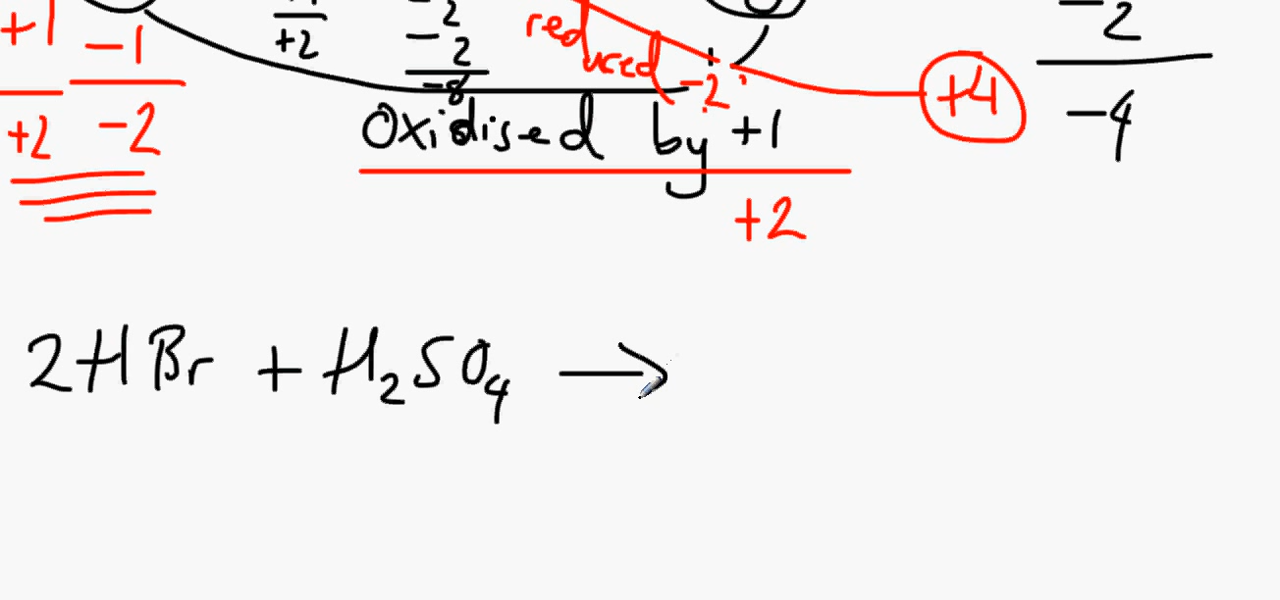 +1 -1 +2 -2 -2 reduced -2 +4 -2
+2 -2 -8 -4
Oxidised by +1
+2
2HBr + H₂SO₄ →